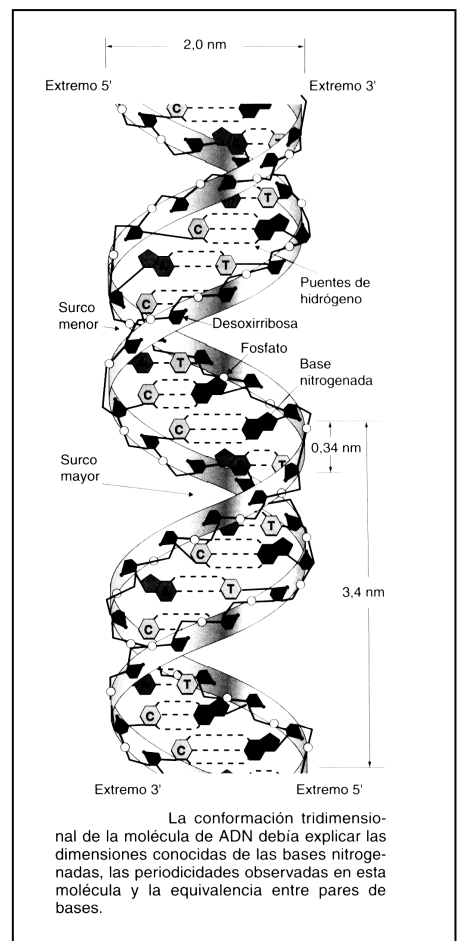 2,0 nm
Extremo 5'
Extremo 3'
C
T
T
C
Puentes de
hidrógeno
T
C
Surco
menor
Desoxirribosa
Fosfato
T
Base
nitrogenada
C
C
0,34 nm
T
Surco
mayor
T
C
T
3,4 nm
C
T
C
C
Extremo 3'
Extremo 5'
La conformación tridimensio-
nal de la molécula de ADN debía explicar las
dimensiones conocidas de las bases nitroge-
nadas, las periodicidades observadas en esta
molécula y la equivalencia entre pares de
bases.